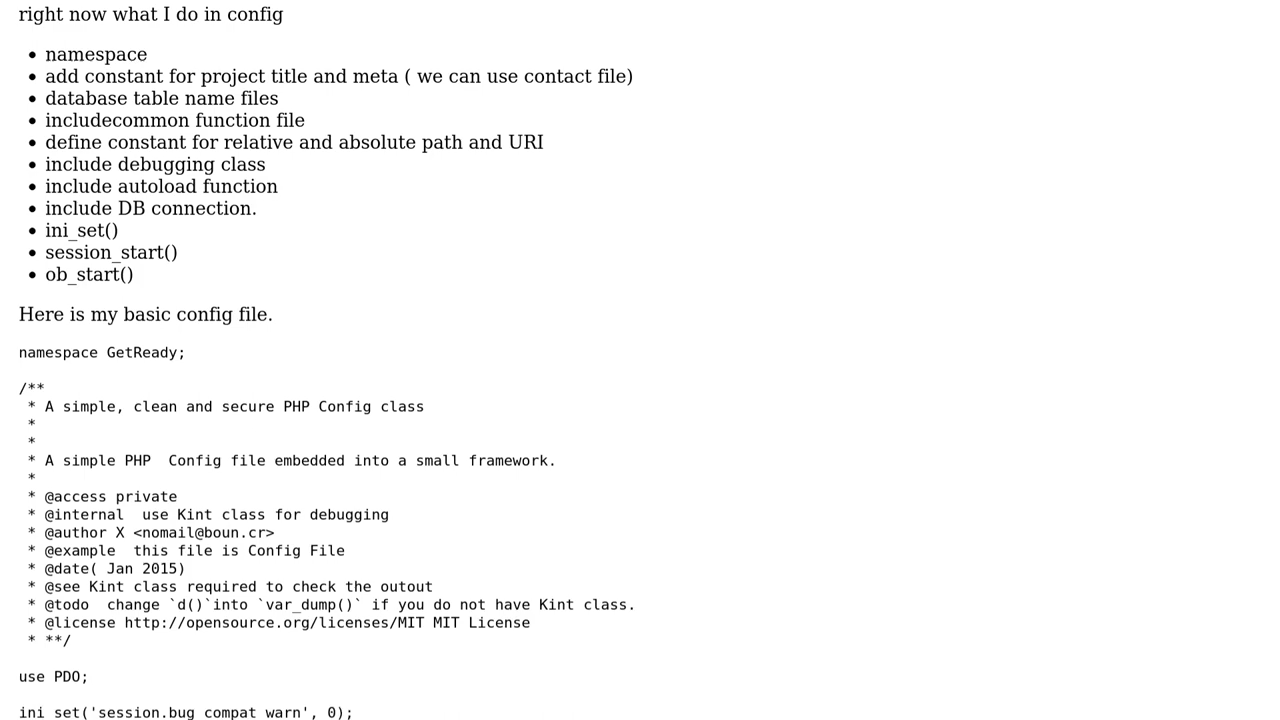 right now what I do in config
• namespace
• add constant for project title and meta ( we can use contact file)
• database table name files
• includecommon function file
• define constant for relative and absolute path and URI
• include debugging class
• include autoload function
• include DB connection.
• ini_set()
• session_start()
• ob_start()
Here is my basic config file.
namespace GetReady;
/**
 * A simple, clean and secure PHP Config class
 *
 *
 * A simple PHP  Config file embedded into a small framework.
 *
 * @access private
 * @internal  use Kint class for debugging
 * @author X <nomail@boun.cr>
 * @example  this file is Config File
 * @date( Jan 2015)
 * @see Kint class required to check the outout
 * @todo  change `d()`into `var_dump()` if you do not have Kint class.
 * @license http://opensource.org/licenses/MIT MIT License
 * **/
use PDO;
ini_set('session.bug_compat_warn', 0);